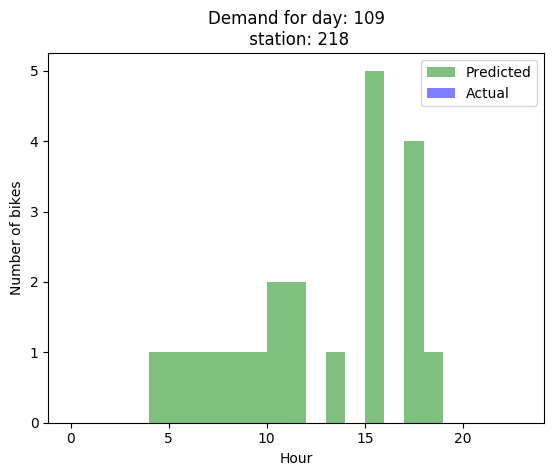 Demand for day: 109
station: 218
Predicted
Actual
Number of bikes
5
4
3
2
1
0
0
5
10
15
20
Hour